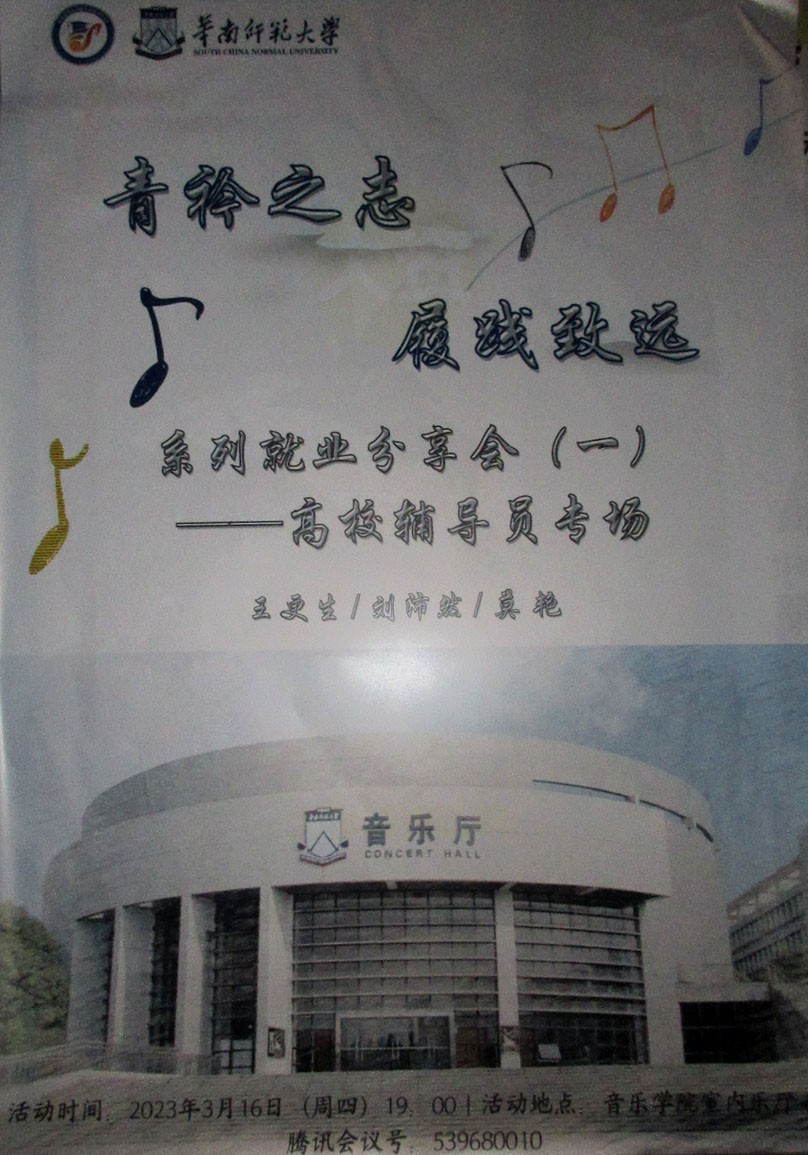 華南师範大学
SOUTH CHINA NORMAL UNIVERSITY
青衿之志
履践致远
系列就业分享会（一）
——高校辅导员专场
王更生/刘沛然/莫艳
音乐厅
CONCERT HALL
活动时间：2023年3月16日（周四）19：00 | 活动地点：音乐学院室内乐厅
腾讯会议号：539680010